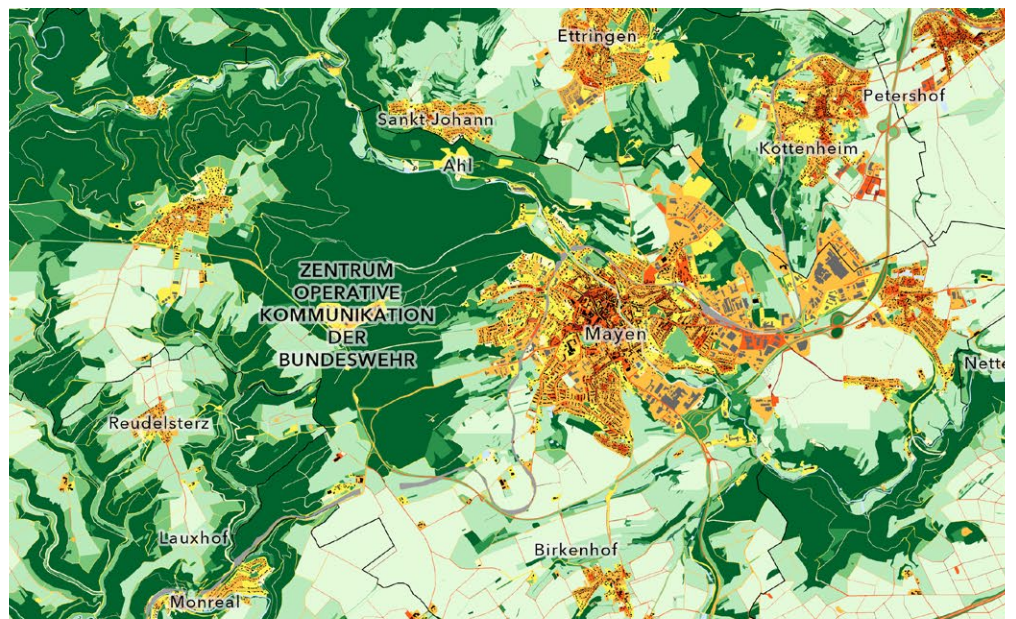 Ettringen
Petershof
Sankt Johann
Kottenheim
Ahl
ZENTRUM
OPERATIVE
KOMMUNIKATION
DER
BUNDESWEHR
Mayen
Nette
Reudelsterz
Lauxhof
Birkenhof
Monreal